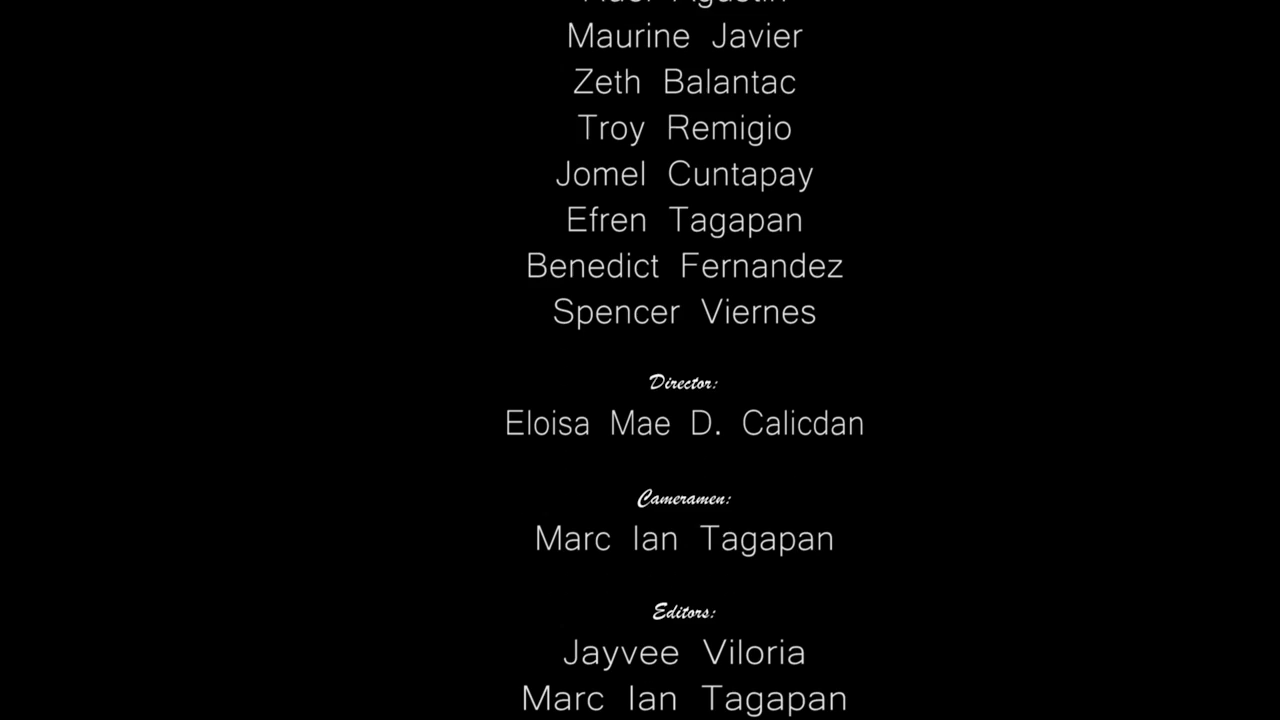 Agustin
Maurine Javier
Zeth Balantac
Troy Remigio
Jomel Cuntapay
Efren Tagapan
Benedict Fernandez
Spencer Viernes
Director:
Eloisa Mae D. Calicdan
Cameramen:
Marc Ian Tagapan
Editors:
Jayvee Viloria
Marc Ian Tagapan